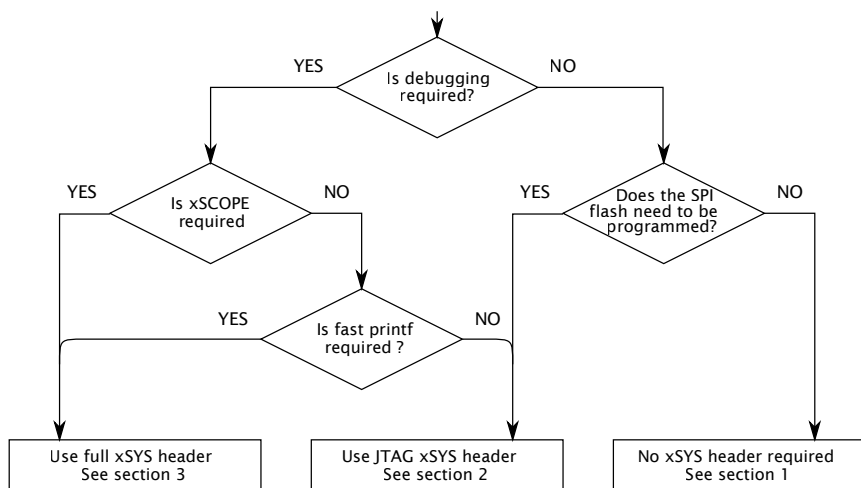 YES
Is debugging
required?
NO
YES
Is xSCOPE
required
NO
YES
Does the SPI
flash need to be
programmed?
NO
YES
Is fast printf
required ?
NO
Use full xSYS header
See section 3
Use JTAG xSYS header
See section 2
No xSYS header required
See section 1